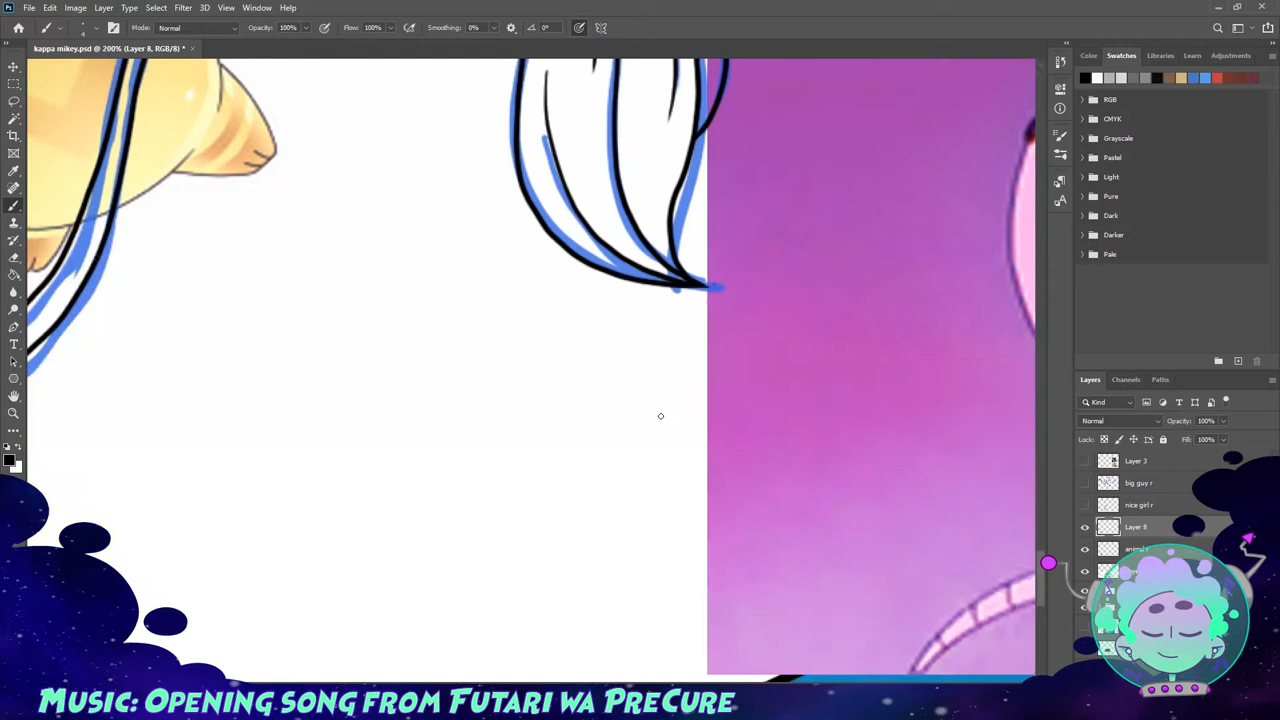 Ps File Edit Image Layer Type Select Filter 3D View Window Help
4 Mode: Normal Opacity: 100% Flow: 100% Smoothing: 0% 0°
kappa mikey.psd @ 200% (Layer 8, RGB/8) * ×
Color Swatches Libraries Learn Adjustments
RGB
CMYK
Grayscale
Pastel
Light
Pure
Dark
Darker
Pale
Layers Channels Paths
Kind
Normal Opacity: 100%
Lock: Fill: 100%
Layer 3
big guy r
nice girl r
Layer 8
Music: Opening song from Futari wa PreCure